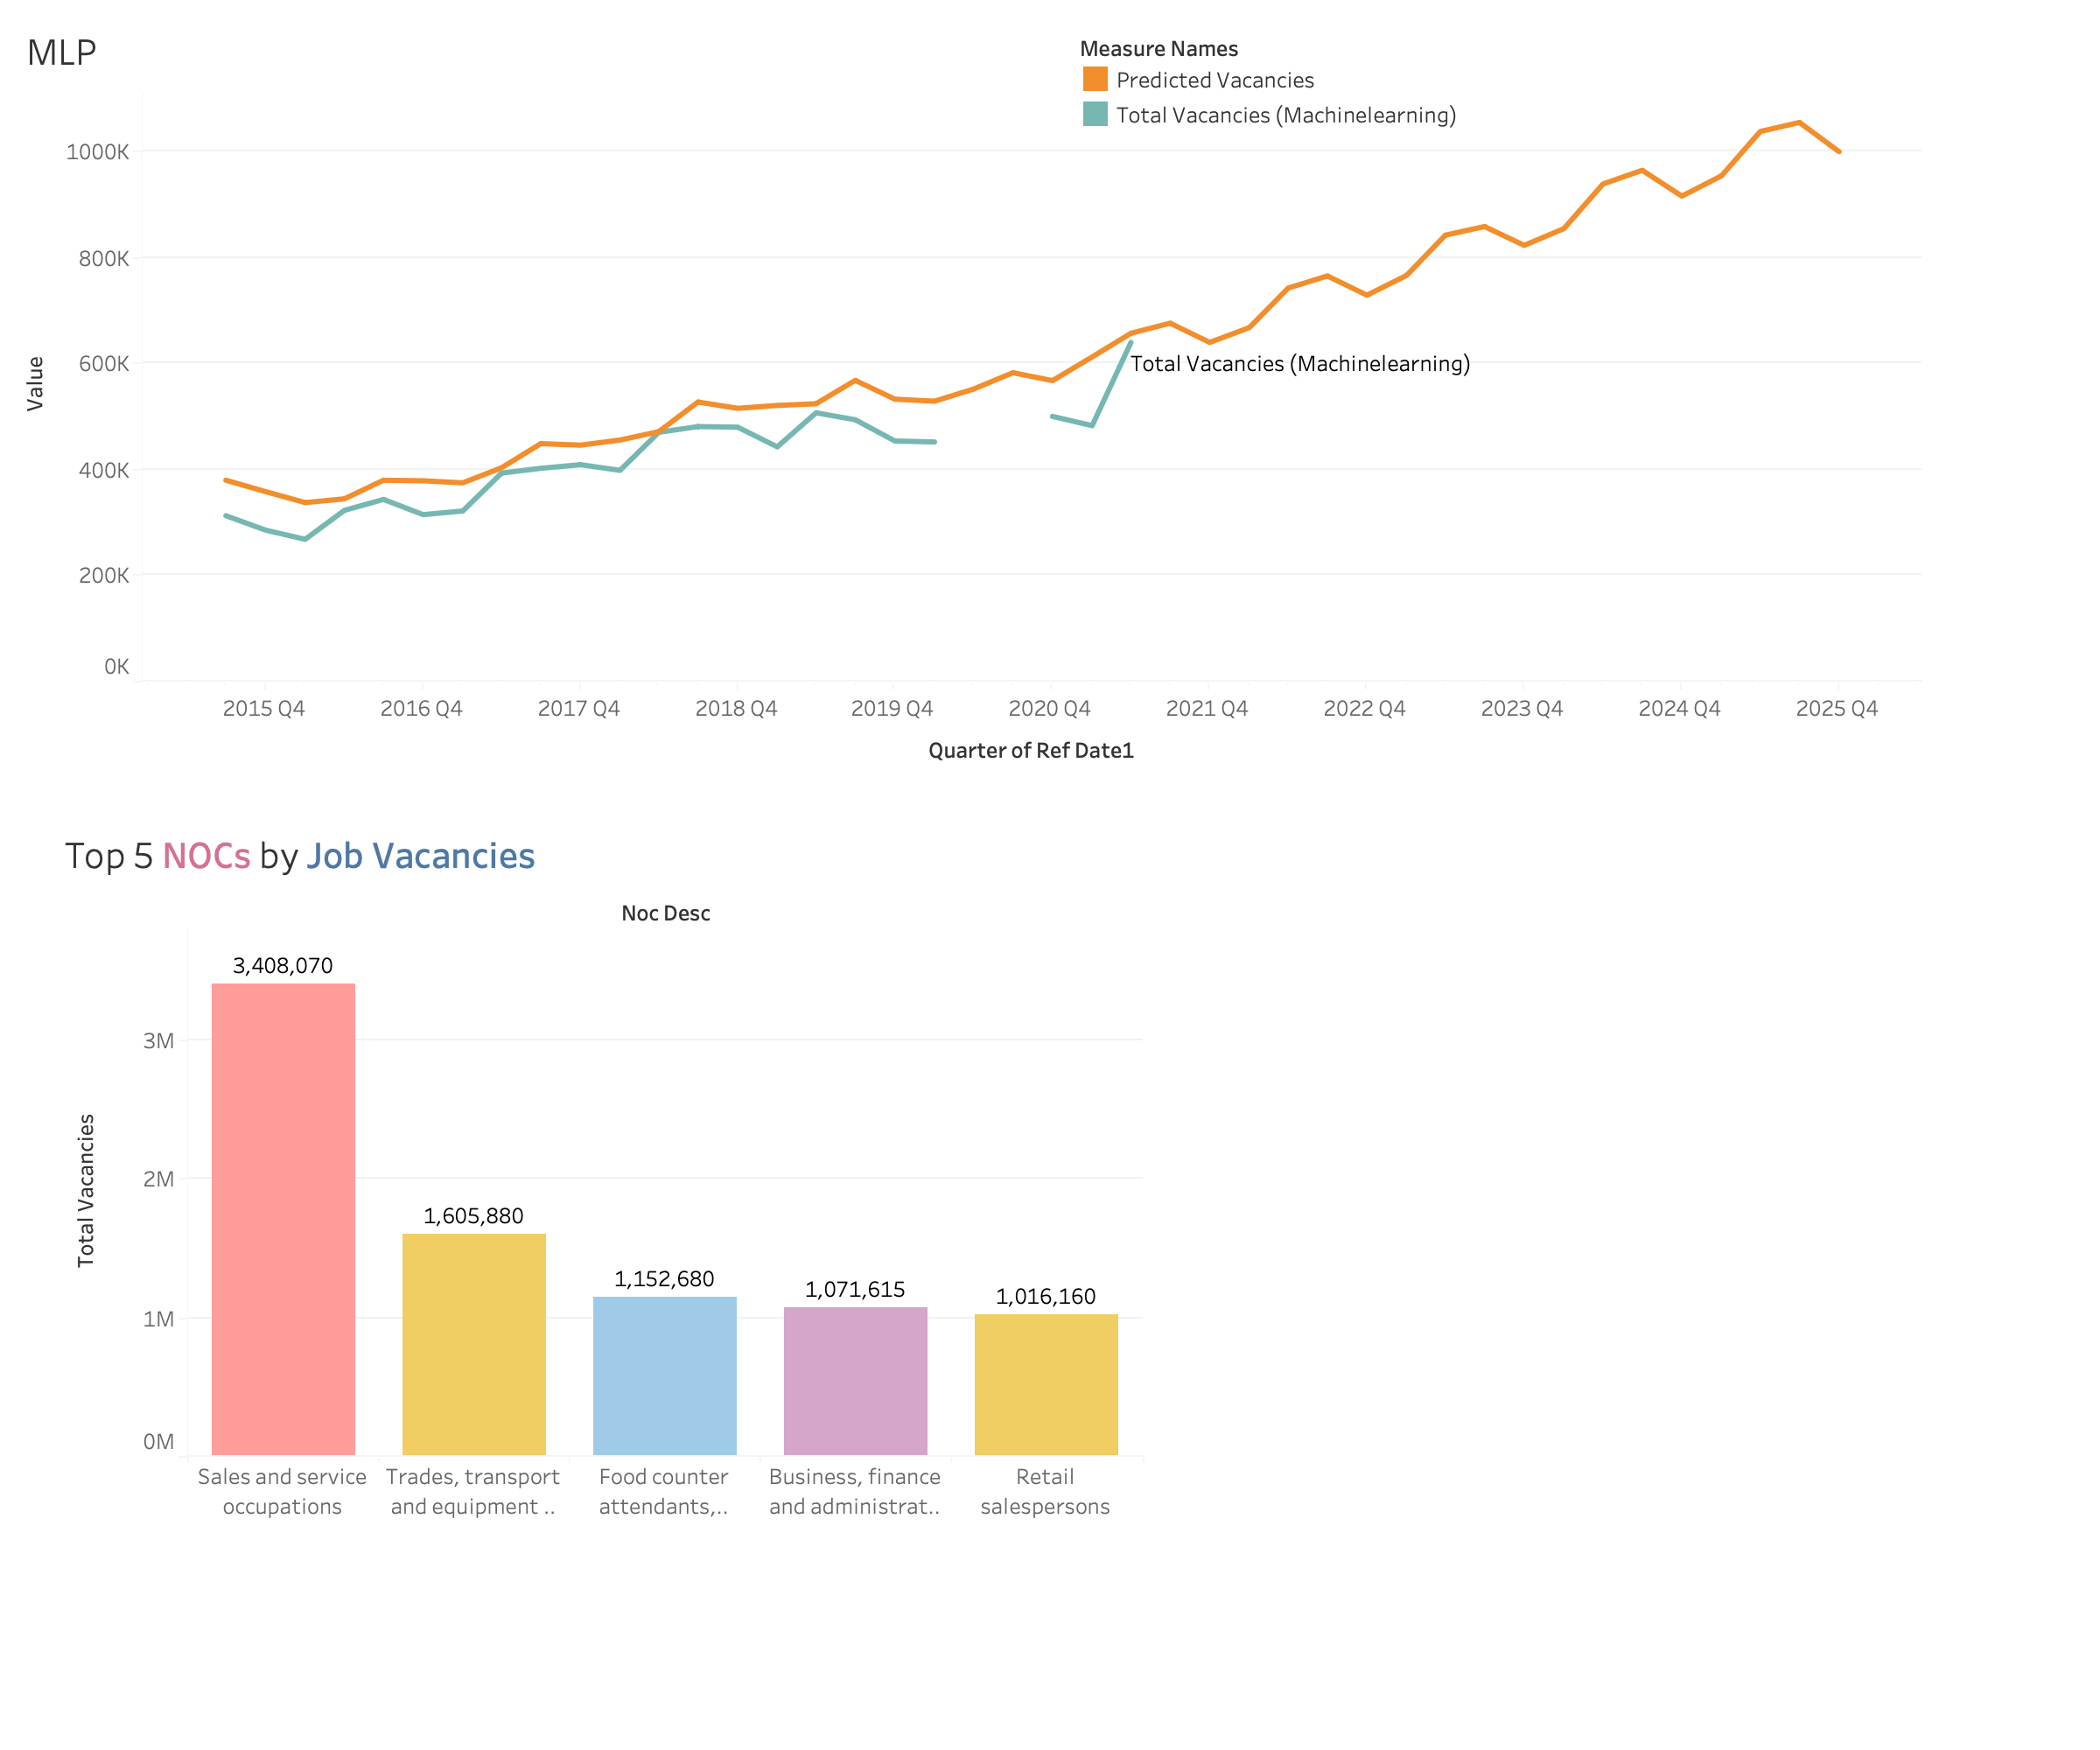 MLP
Measure Names
Predicted Vacancies
Total Vacancies (Machinelearning)
1000K
800K
600K
400K
200K
0K
Value
Total Vacancies (Machinelearning)
2015 Q4 2016 Q4 2017 Q4 2018 Q4 2019 Q4 2020 Q4 2021 Q4 2022 Q4 2023 Q4 2024 Q4 2025 Q4
Quarter of Ref Date1
Top 5 NOCs by Job Vacancies
Noc Desc
3M
2M
1M
0M
Total Vacancies
3,408,070
1,605,880
1,152,680
1,071,615
1,016,160
Sales and service
occupations
Trades, transport
and equipment ..
Food counter
attendants,..
Business, finance
and administrat..
Retail
salespersons